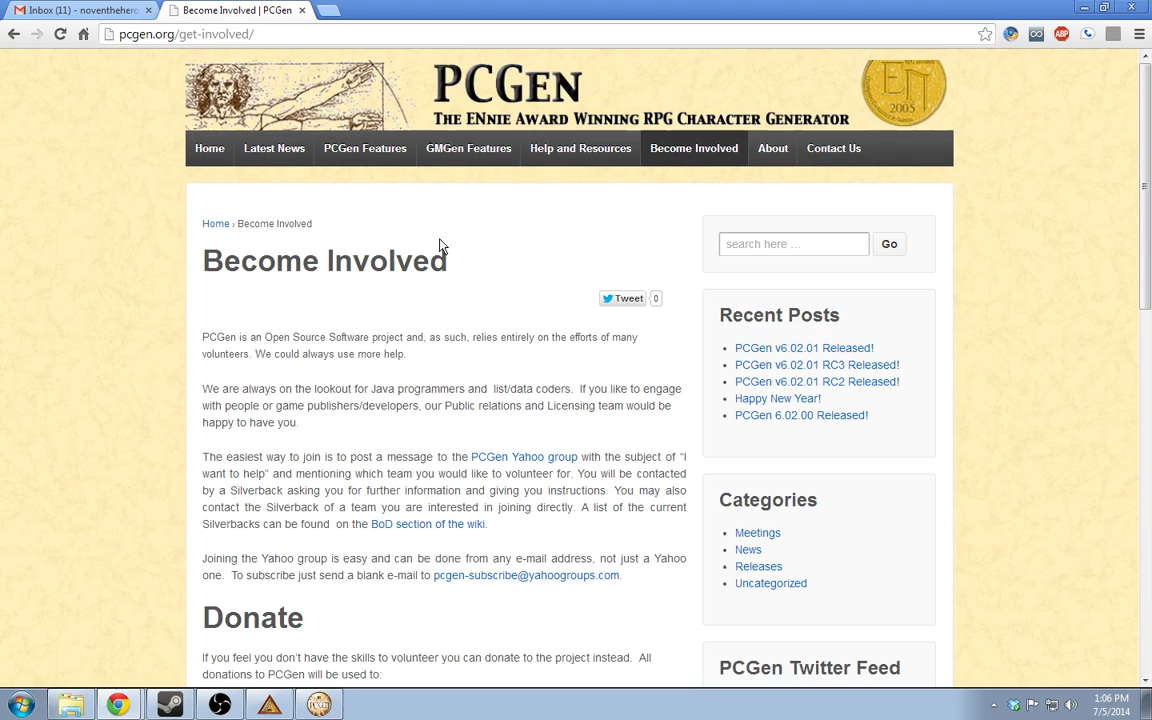 Inbox (11) - noventhehero
Become Involved | PCGen
pcgen.org/get-involved/
ABP
PCGEN
THE ENNIE AWARD WINNING RPG CHARACTER GENERATOR
EN
2005
Home
Latest News
PCGen Features
GMGen Features
Help and Resources
Become Involved
About
Contact Us
Home › Become Involved
Become Involved
Tweet
0
PCGen is an Open Source Software project and, as such, relies entirely on the efforts of many
volunteers. We could always use more help.
We are always on the lookout for Java programmers and list/data coders. If you like to engage
with people or game publishers/developers, our Public relations and Licensing team would be
happy to have you.
The easiest way to join is to post a message to the PCGen Yahoo group with the subject of “I
want to help” and mentioning which team you would like to volunteer for. You will be contacted
by a Silverback asking you for further information and giving you instructions. You may also
contact the Silverback of a team you are interested in joining directly. A list of the current
Silverbacks can be found on the BoD section of the wiki.
Joining the Yahoo group is easy and can be done from any e-mail address, not just a Yahoo
one. To subscribe just send a blank e-mail to pcgen-subscribe@yahoogroups.com.
Donate
If you feel you don’t have the skills to volunteer you can donate to the project instead. All
donations to PCGen will be used to:
search here ...
Go
Recent Posts
PCGen v6.02.01 Released!
PCGen v6.02.01 RC3 Released!
PCGen v6.02.01 RC2 Released!
Happy New Year!
PCGen 6.02.00 Released!
Categories
Meetings
News
Releases
Uncategorized
PCGen Twitter Feed
1:06 PM
7/5/2014